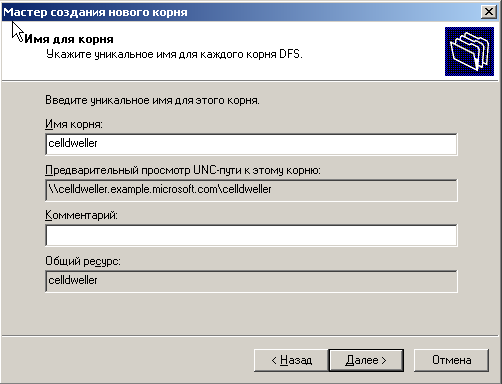 Мастер создания нового корня
Имя для корня
Укажите уникальное имя для каждого корня DFS.
Введите уникальное имя для этого корня.
Имя корня:
celldweller
Предварительный просмотр UNC-пути к этому корню:
\\celldweller.example.microsoft.com\celldweller
Комментарий:
Общий ресурс:
celldweller
< Назад
Далее >
Отмена